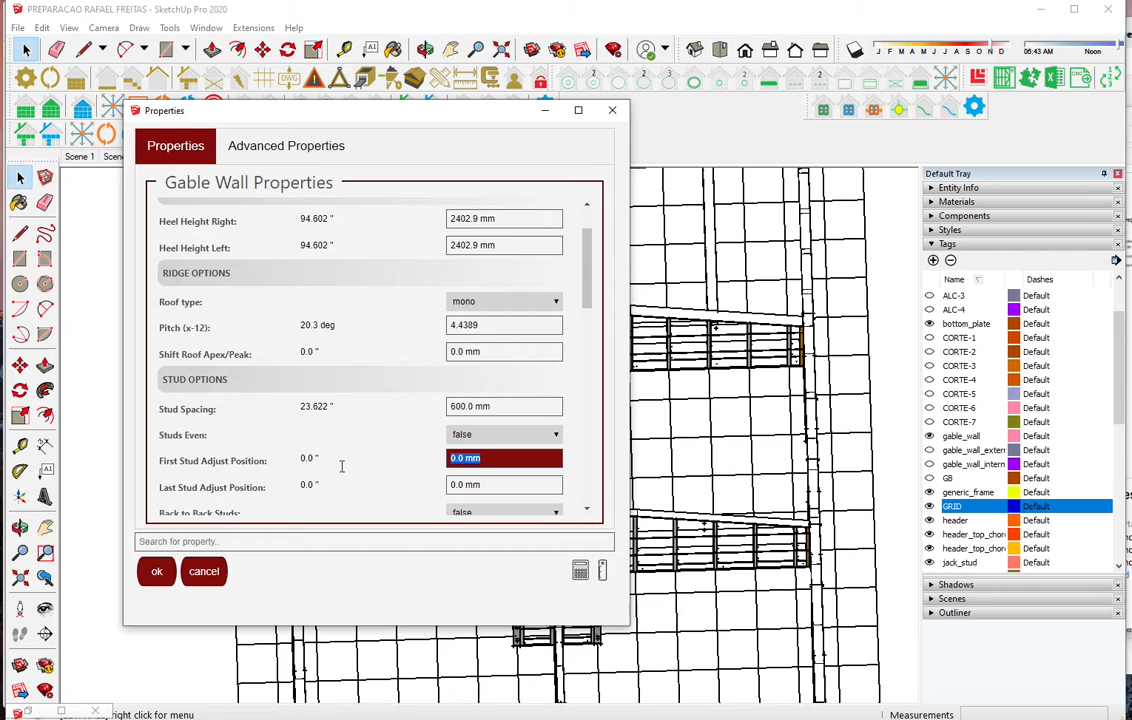 PREPARACAO RAFAEL FREITAS - SketchUp Pro 2020
File Edit Camera Draw Tools Window Extensions Help
J F M A M J J A S O N D
06:43 AM Noon
Scene 1
Properties
Properties Advanced Properties
Gable Wall Properties
Heel Height Right: 94.602 " 2402.9 mm
Heel Height Left: 94.602 " 2402.9 mm
RIDGE OPTIONS
Roof type: mono
Pitch (x-12): 20.3 deg 4.4389
Shift Roof Apex/Peak: 0.0 " 0.0 mm
STUD OPTIONS
Stud Spacing: 23.622 " 600.0 mm
Studs Even: false
First Stud Adjust Position: 0.0 " 0.0 mm
Last Stud Adjust Position: 0.0 " 0.0 mm
Back to Back Studs: false
Search for property..
ok cancel
Default Tray
Entity Info
Materials
Components
Styles
Tags
Name Dashes
ALC-3 Default
ALC-4 Default
bottom_plate Default
CORTE-1 Default
CORTE-2 Default
CORTE-3 Default
CORTE-4 Default
CORTE-5 Default
CORTE-6 Default
CORTE-7 Default
gable_wall Default
gable_wall_extern Default
gable_wall_intern Default
GB Default
generic_frame Default
GRID Default
header Default
header_top_chor Default
header_top_chor Default
jack_stud Default
Shadows
Scenes
Outliner
right click for menu
Measurements